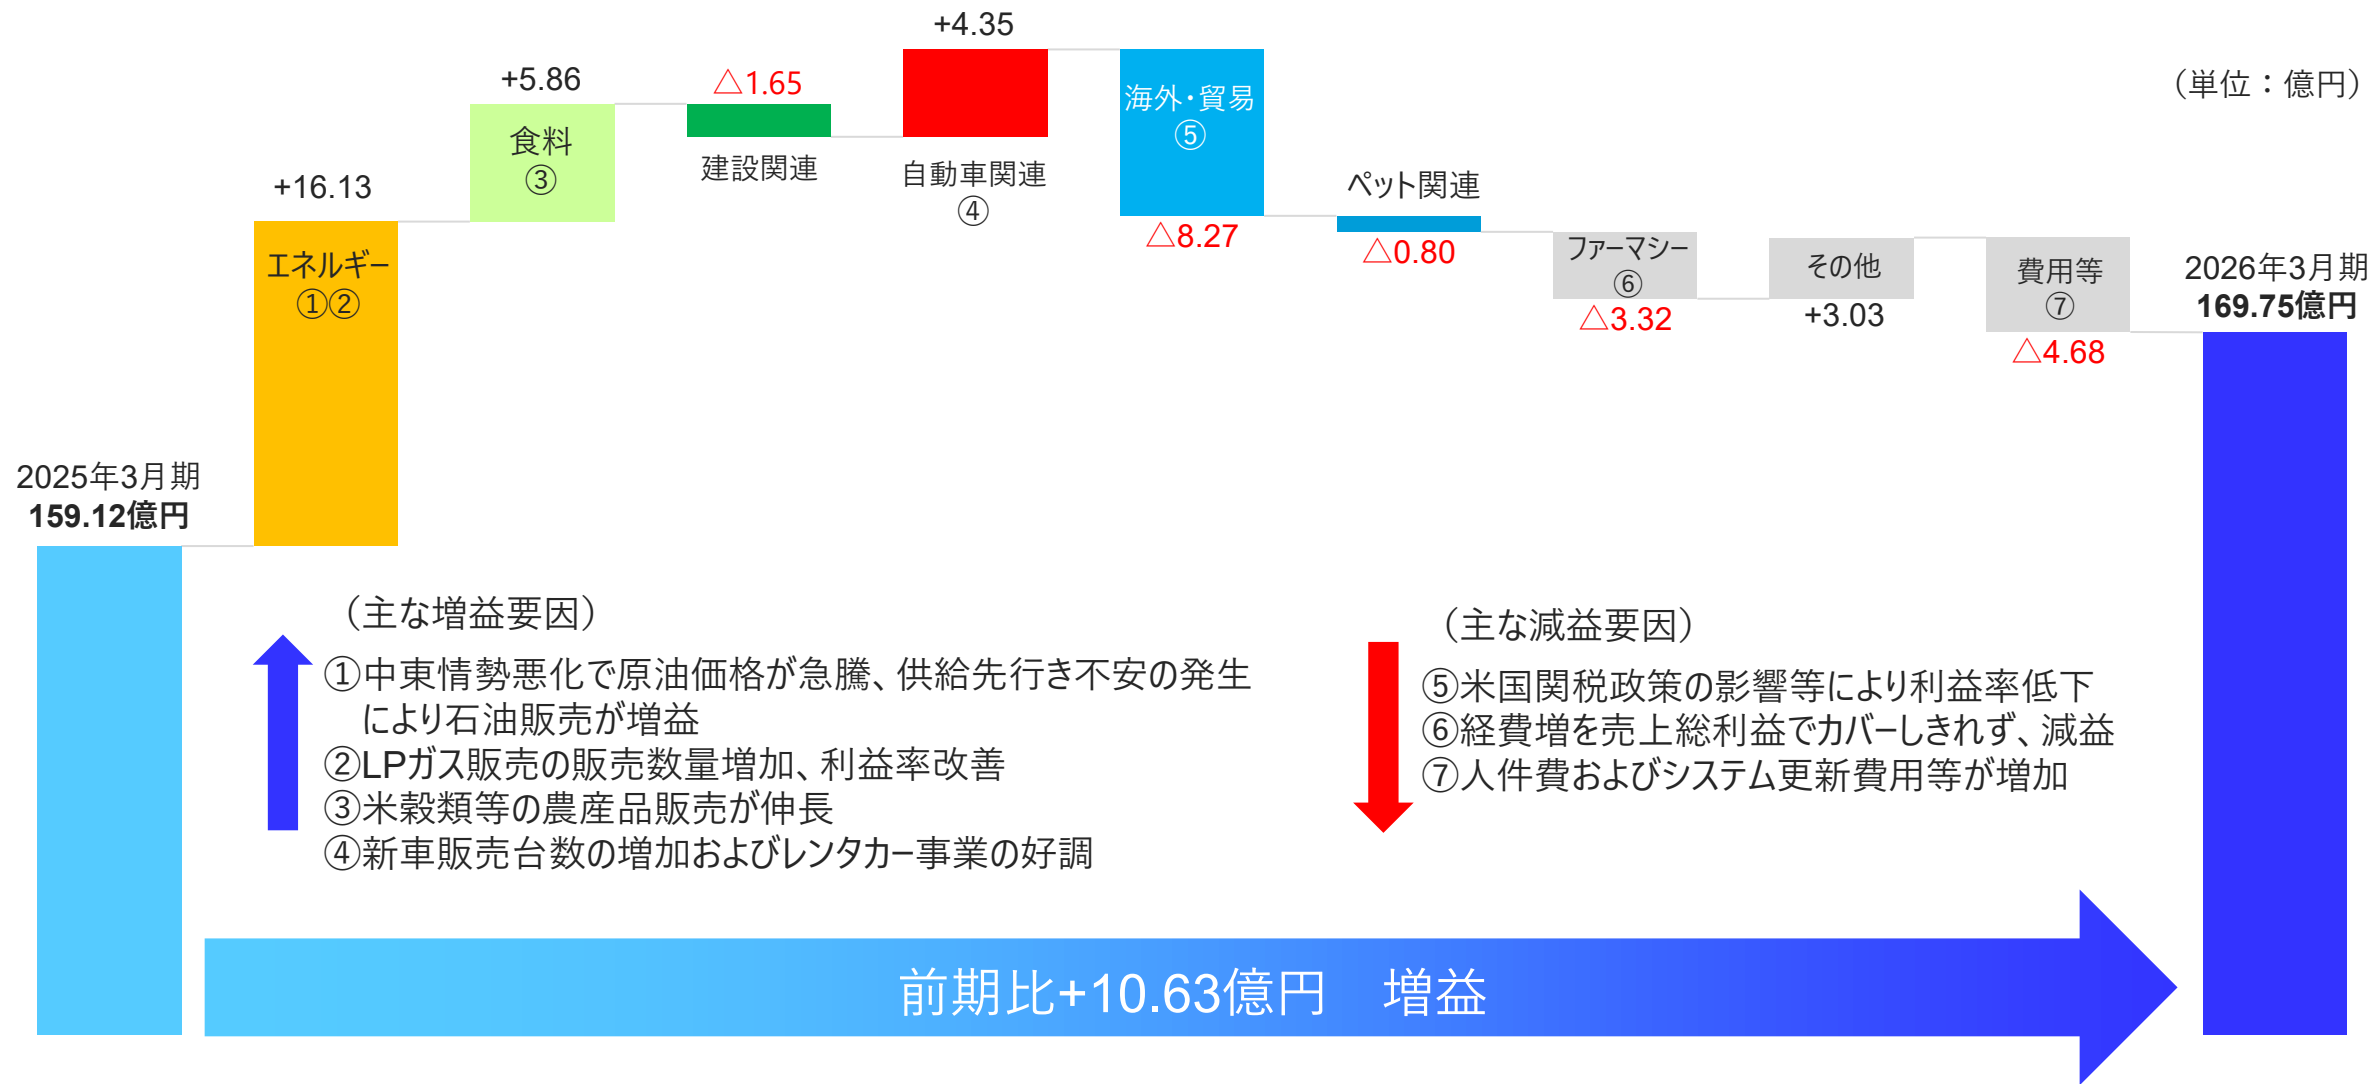 （単位：億円）
2025年3月期
159.12億円
+16.13
エネルギー
①②
+5.86
食料
③
△1.65
建設関連
+4.35
自動車関連
④
海外・貿易
⑤
△8.27
ペット関連
△0.80
ファーマシー
⑥
△3.32
その他
+3.03
費用等
⑦
△4.68
2026年3月期
169.75億円
（主な増益要因）
①中東情勢悪化で原油価格が急騰、供給先行き不安の発生
により石油販売が増益
②LPガス販売の販売数量増加、利益率改善
③米穀類等の農産品販売が伸長
④新車販売台数の増加およびレンタカー事業の好調
（主な減益要因）
⑤米国関税政策の影響等により利益率低下
⑥経費増を売上総利益でカバーしきれず、減益
⑦人件費およびシステム更新費用等が増加
前期比+10.63億円　増益